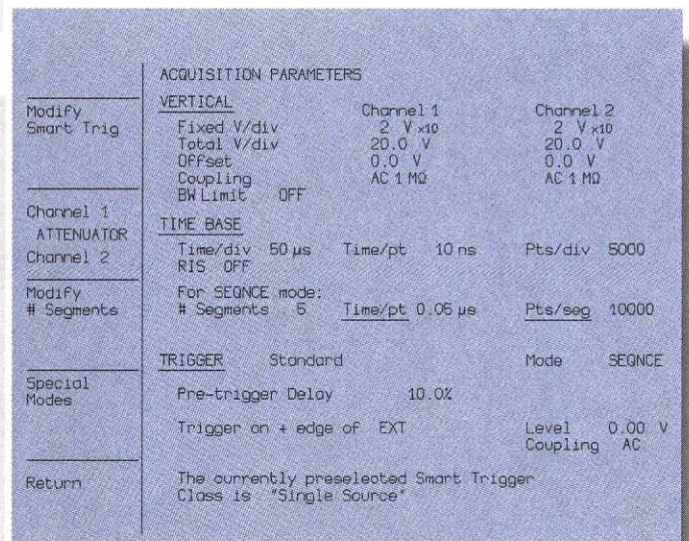 ACQUISITION PARAMETERS
Modify
Smart Trig
VERTICAL Channel 1 Channel 2
Fixed V/div 2 V x10 2 V x10
Total V/div 20.0 V 20.0 V
Offset 0.0 V 0.0 V
Coupling AC 1 MΩ AC 1 MΩ
BW Limit OFF
Channel 1
ATTENUATOR
Channel 2
TIME BASE
Time/div 50 µs Time/pt 10 ns Pts/div 5000
RIS OFF
Modify
# Segments
For SEQNCE mode:
# Segments 5 Time/pt 0.05 µs Pts/seg 10000
TRIGGER Standard Mode SEQNCE
Special
Modes
Pre-trigger Delay 10.0%
Trigger on + edge of EXT Level 0.00 V
Coupling AC
Return
The currently preselected Smart Trigger
Class is "Single Source"